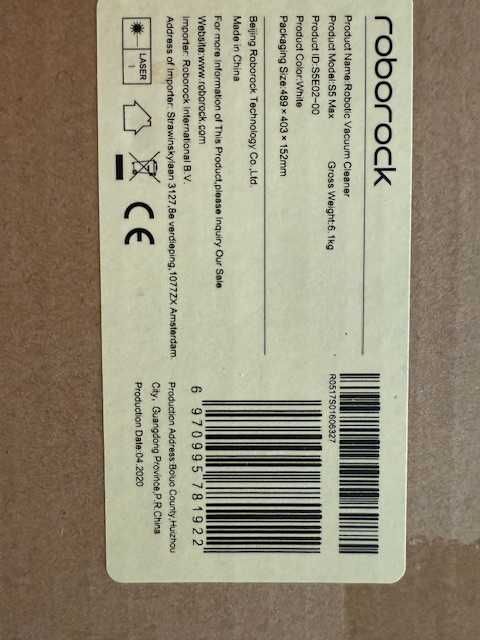 roborock
Product Name:Robotic Vacuum Cleaner
Product Model:S5 Max Gross Weight:6.1kg
Product ID:S5E02-00
Product Color:White
Packaging Size:489×403×152mm
Beijing Roborock Technology Co.,Ltd.
Made in China
For more Information of This Product,please Inquiry Our Sale
Website:www.roborock.com
Importer: Roborock International B.V.
Address of Importer: Strawinskylaan 3127,8e verdieping,1077ZX Amsterdam.
LASER
1
CE
R0517S01606327
6 970995 781922
Production Address:Boluo County,Huizhou
City, Guangdong Province,P.R.China
Production Date:04.2020